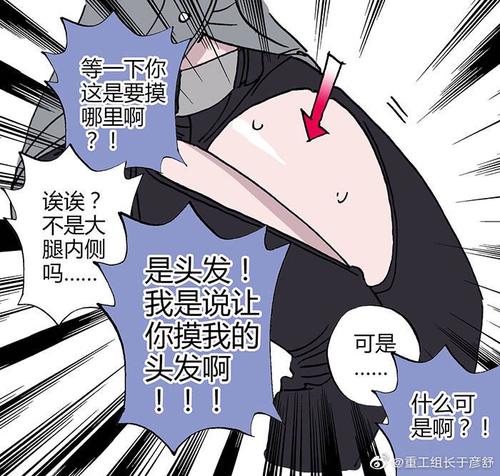 等一下你
这是要摸
哪里啊
？！
诶诶？
不是大
腿内侧
吗……
是头发！
我是说让
你摸我的
头发啊
！！！
可是
……
什么可
是啊？！
@重工组长于彦舒